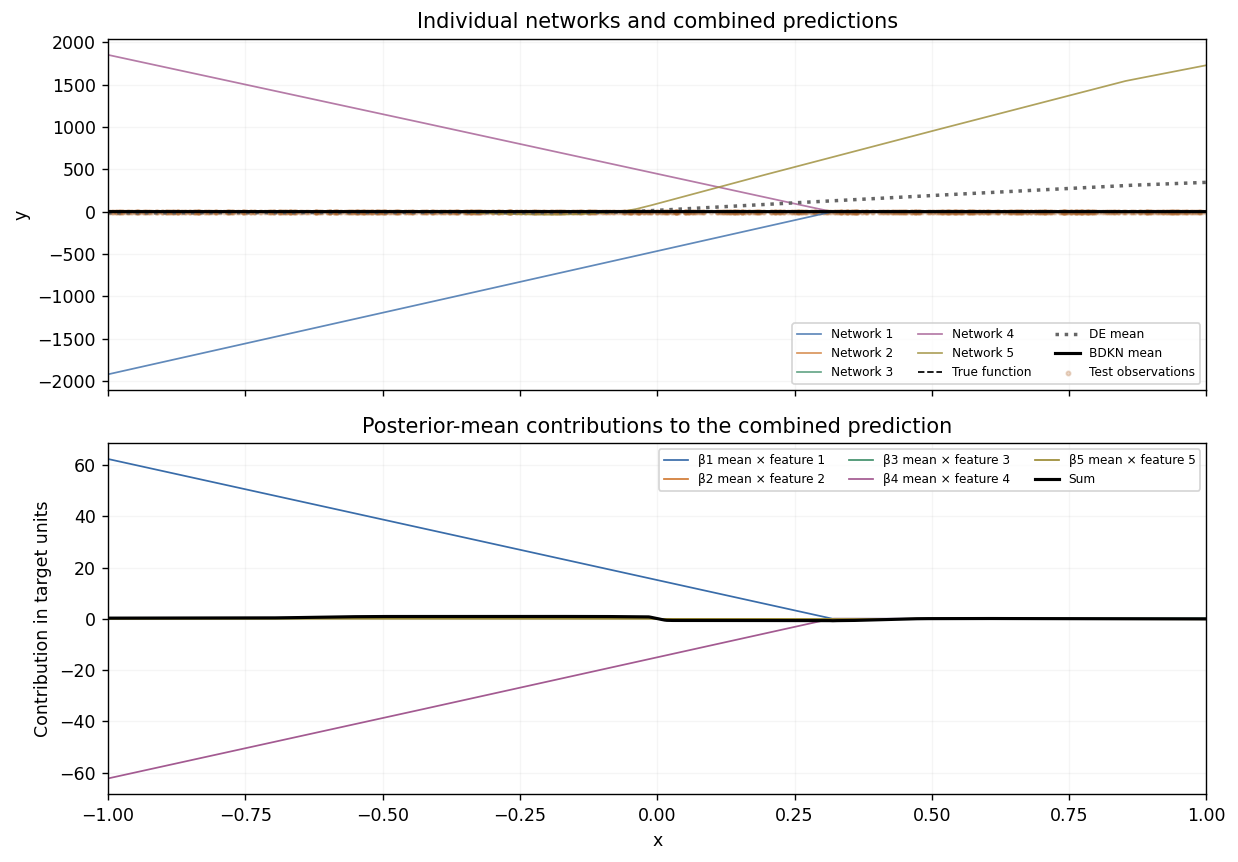 Individual networks and combined predictions
2000
1500
1000
500
0
−500
−1000
−1500
−2000
y
Network 1
Network 2
Network 3
Network 4
Network 5
True function
DE mean
BDKN mean
Test observations
Posterior-mean contributions to the combined prediction
60
40
20
0
−20
−40
−60
Contribution in target units
β1 mean × feature 1
β2 mean × feature 2
β3 mean × feature 3
β4 mean × feature 4
β5 mean × feature 5
Sum
−1.00
−0.75
−0.50
−0.25
0.00
0.25
0.50
0.75
1.00
x